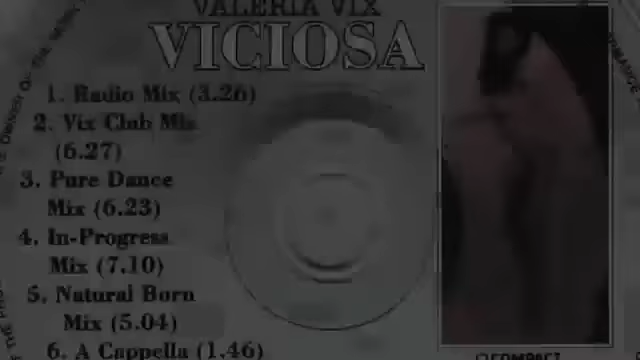 VALERIA VIX
VICIOSA
1. Radio Mix (3.26)
2. Vix Club Mix
(6.27)
3. Pure Dance
Mix (6.23)
4. In-Progress
Mix (7.10)
5. Natural Born
Mix (5.04)
6. A Cappella (1.46)
COMPACT